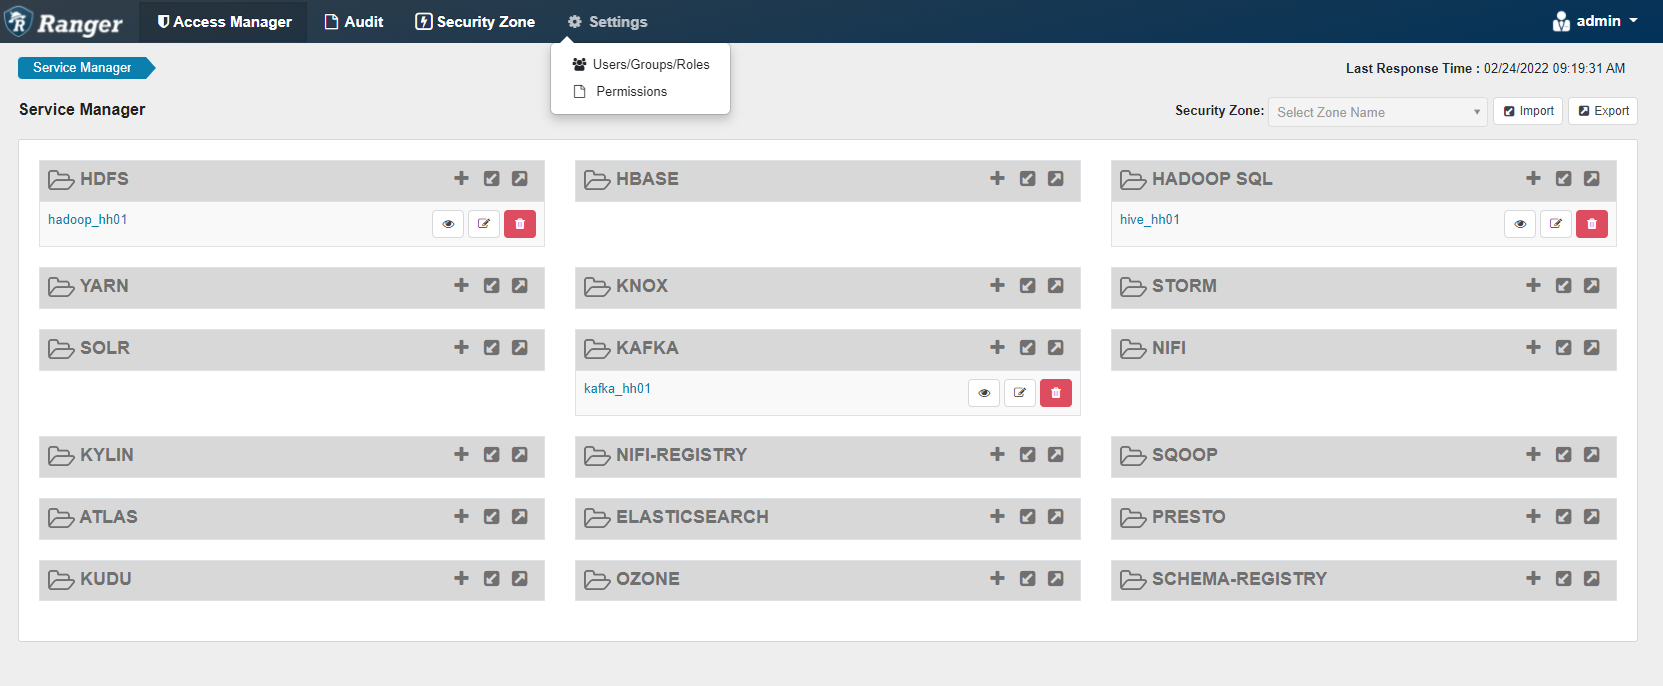 Ranger Access Manager Audit Security Zone Settings admin
Users/Groups/Roles
Permissions
Service Manager
Last Response Time : 02/24/2022 09:19:31 AM
Service Manager
Security Zone: Select Zone Name Import Export
HDFS HBASE HADOOP SQL
hadoop_hh01 hive_hh01
YARN KNOX STORM
SOLR KAFKA NIFI
kafka_hh01
KYLIN NIFI-REGISTRY SQOOP
ATLAS ELASTICSEARCH PRESTO
KUDU OZONE SCHEMA-REGISTRY